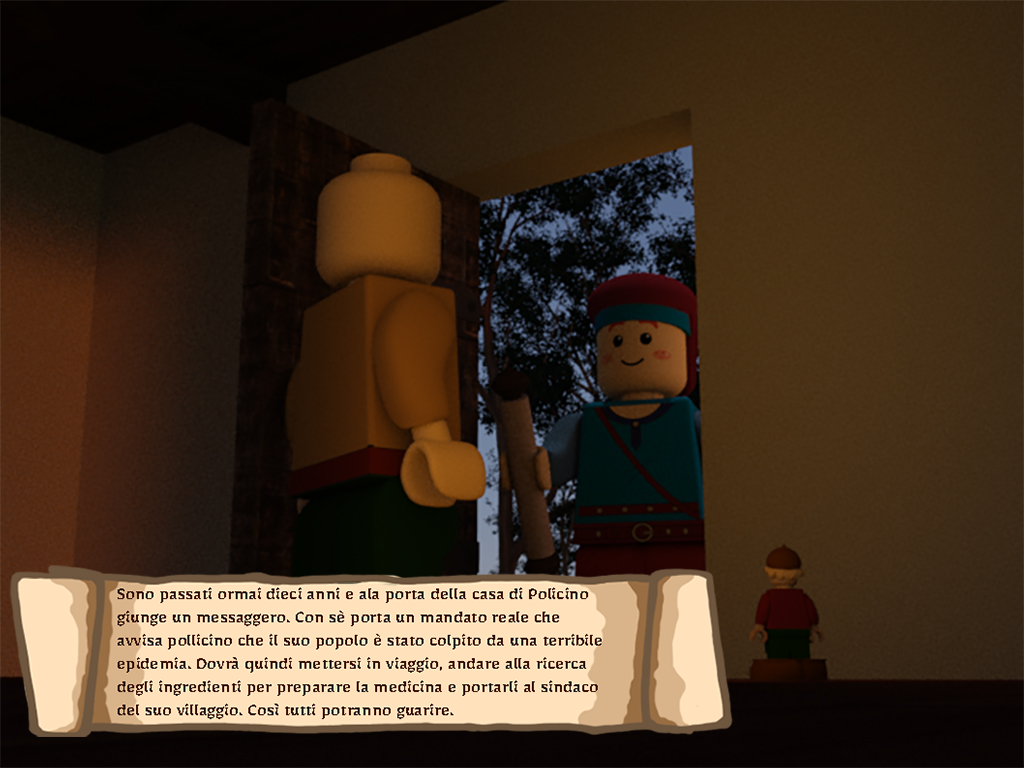 Sono passati ormai dieci anni e ala porta della casa di Policino
giunge un messaggero. Con sè porta un mandato reale che
avvisa pollicino che il suo popolo è stato colpito da una terribile
epidemia. Dovrà quindi mettersi in viaggio, andare alla ricerca
degli ingredienti per preparare la medicina e portarli al sindaco
del suo villaggio. Così tutti potranno guarire.